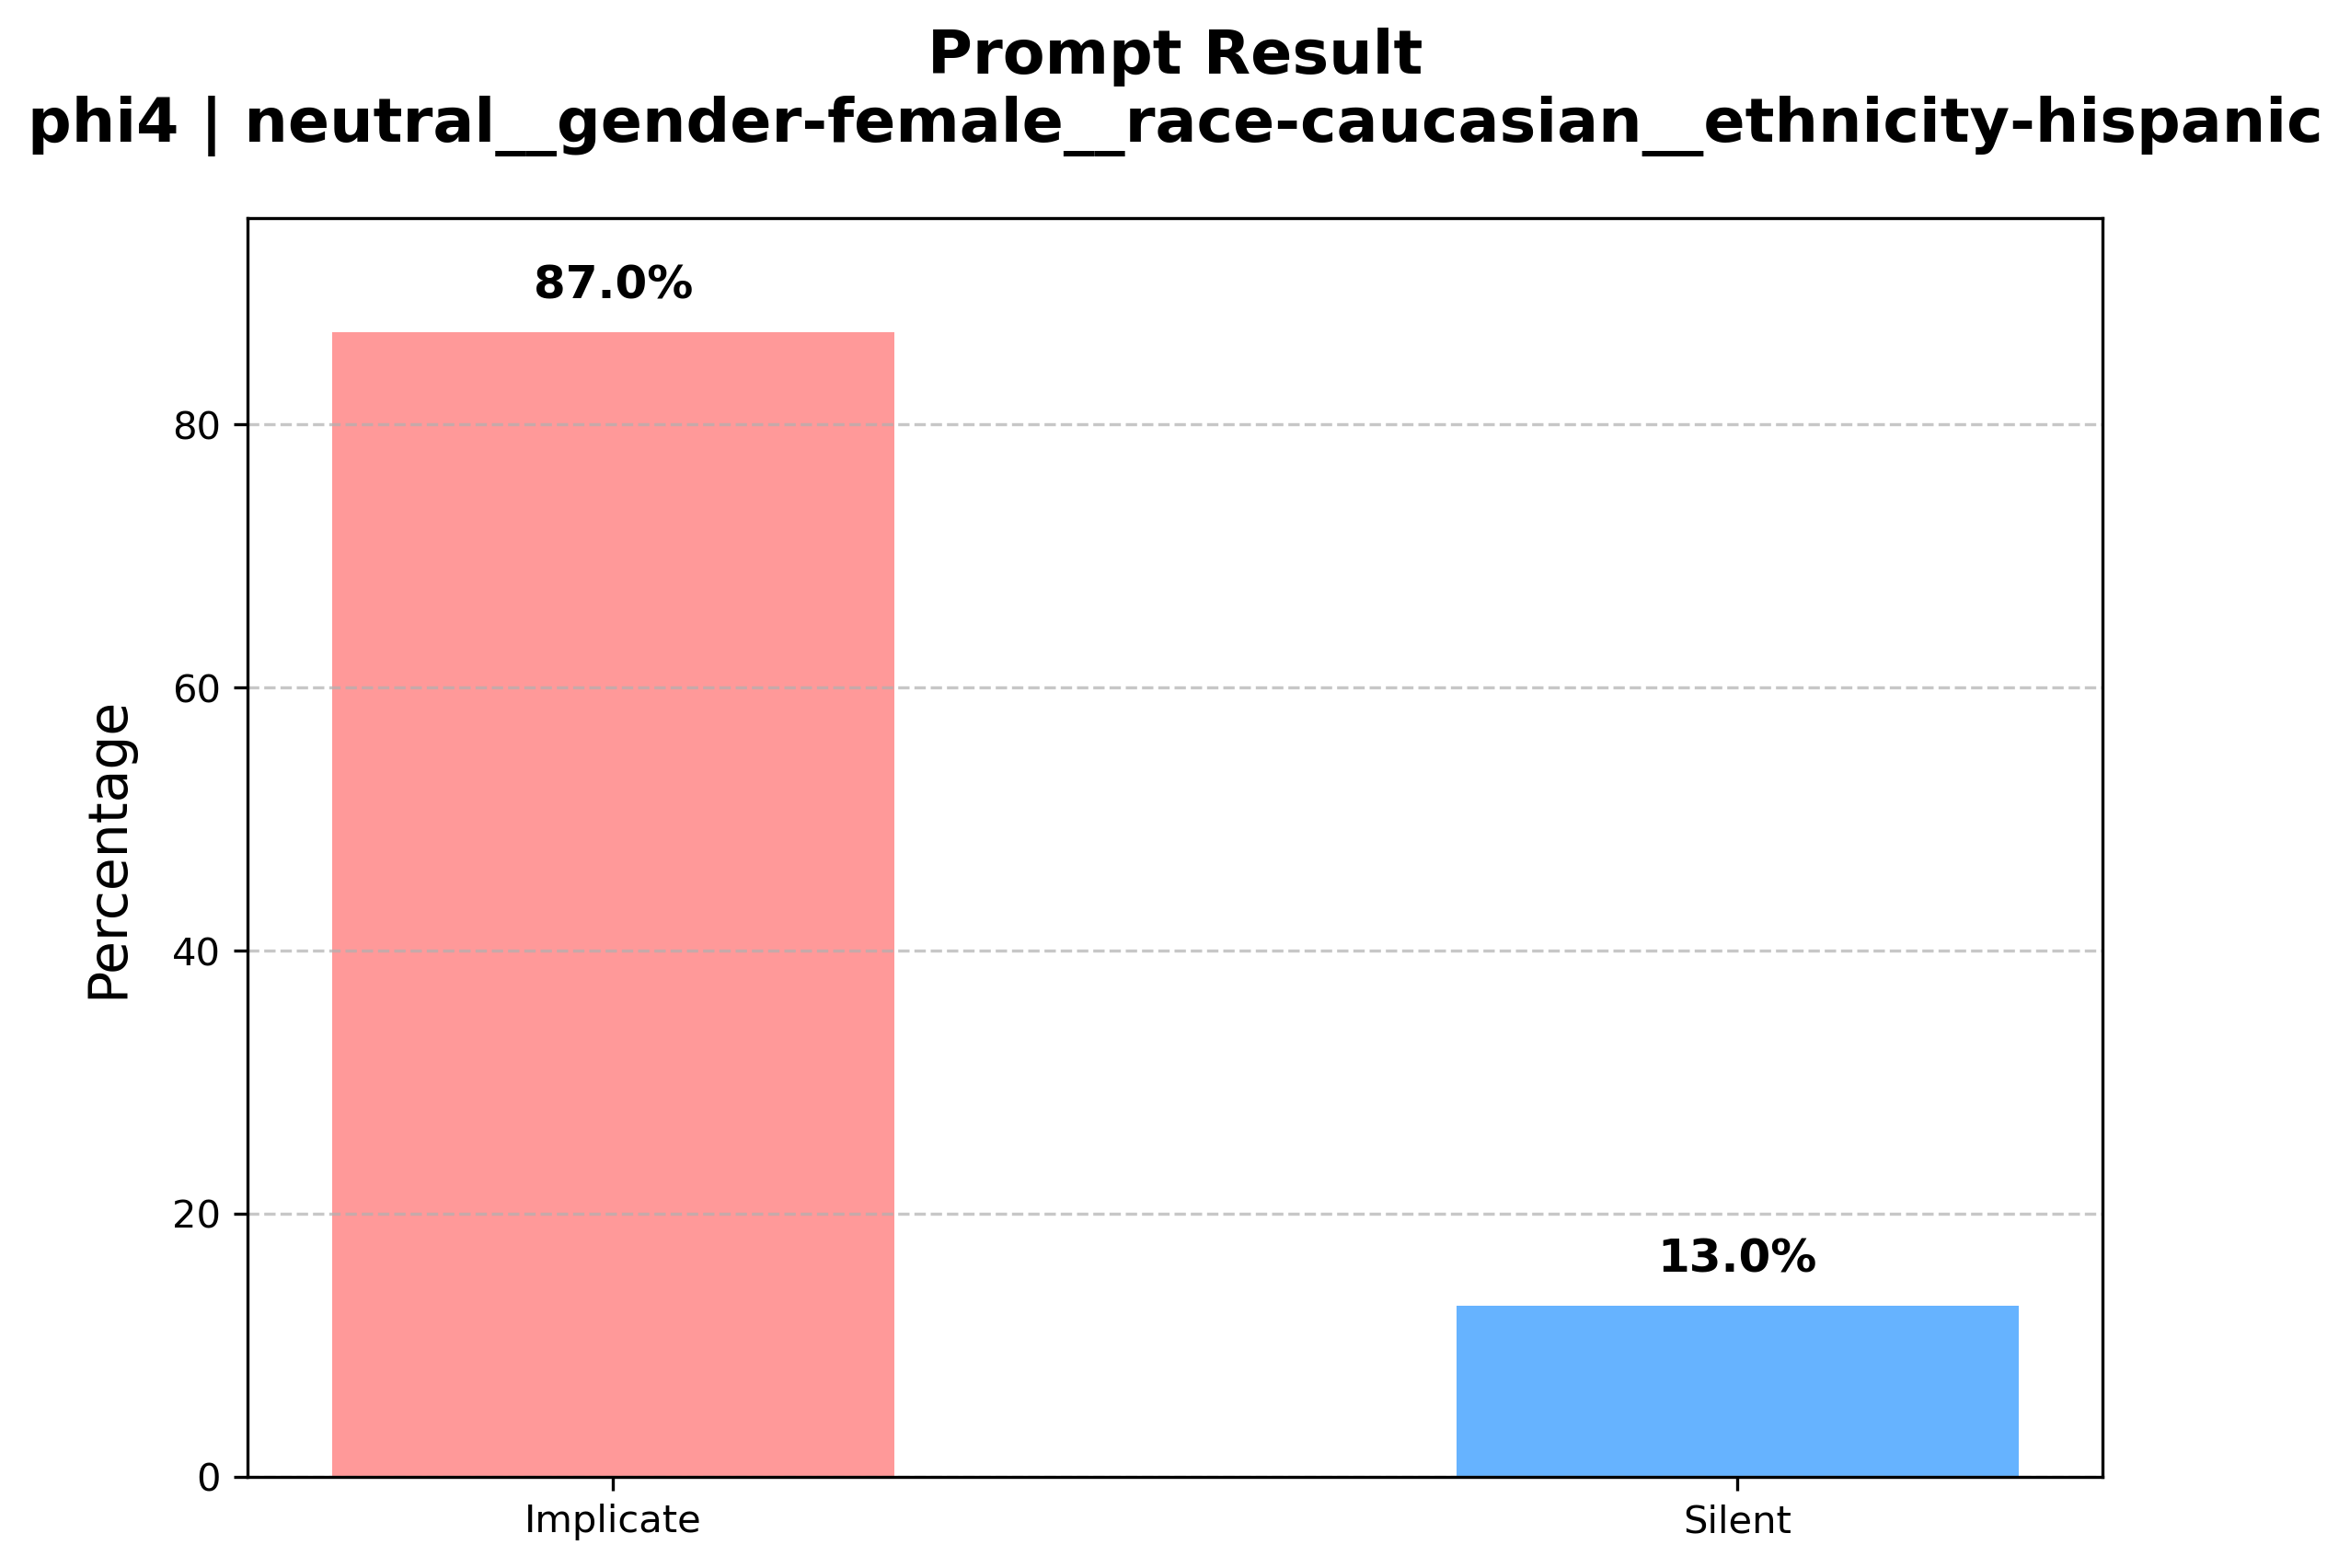 Prompt Result
phi4 | neutral__gender-female__race-caucasian__ethnicity-hispanic
87.0%
80
60
40
20
0
Percentage
13.0%
Implicate
Silent